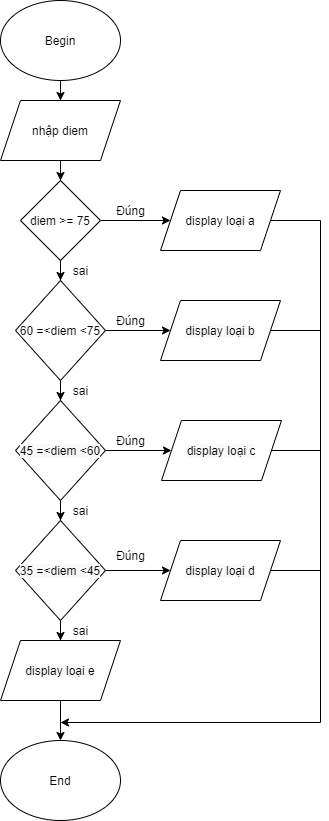 Begin
nhập diem
diem >= 75
Đúng
display loại a
sai
60 =<diem <75
Đúng
display loại b
sai
45 =<diem <60
Đúng
display loại c
sai
35 =<diem <45
Đúng
display loại d
sai
display loại e
End